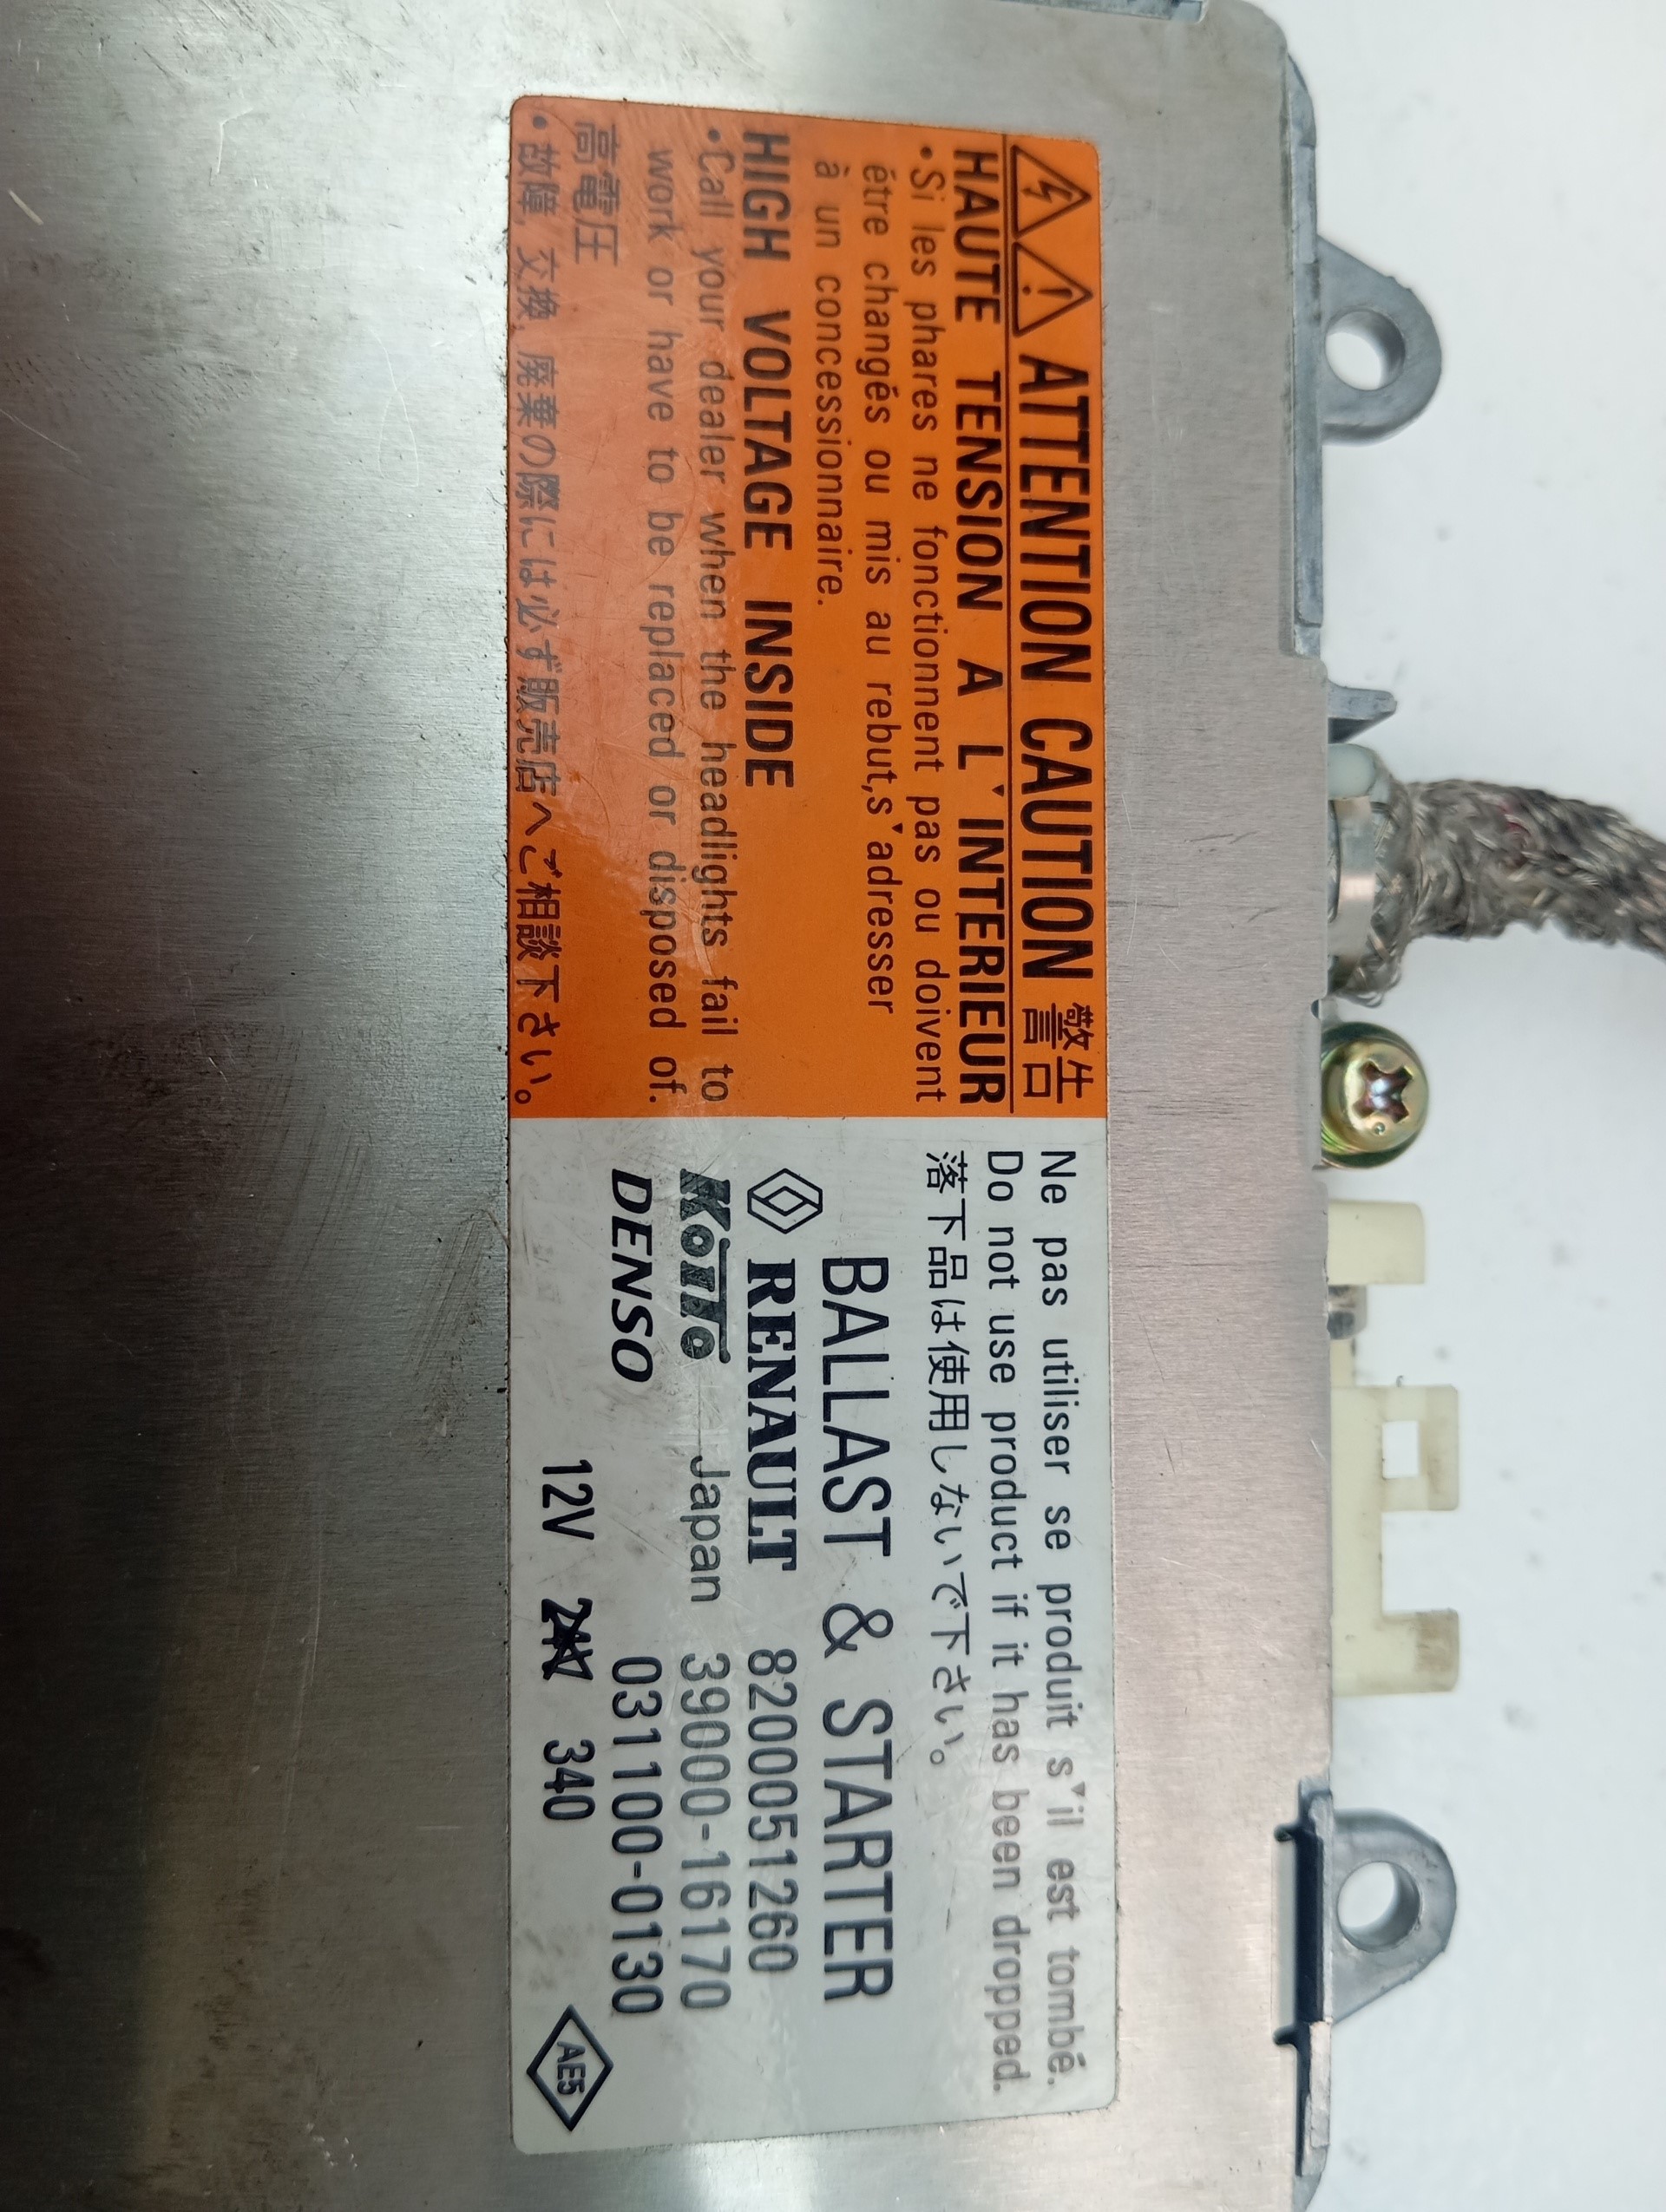 ATTENTION CAUTION 警告
HAUTE TENSION A L'INTERIEUR
•Si les phares ne fonctionnent pas ou doivent
être changés ou mis au rebut,s'adresser
à un concessionnaire.
HIGH VOLTAGE INSIDE
•Call your dealer when the headlights fail to
work or have to be replaced or disposed of.
高電圧
•故障, 交換, 廃棄の際には必ず販売店へご相談下さい。
Ne pas utiliser se produit s'il est tombé.
Do not use product if it has been dropped.
落下品は使用しないで下さい。
BALLAST & STARTER
RENAULT 8200051260
KOITO Japan 39000-16170
DENSO 031100-0130
12V 24V 340
AE5